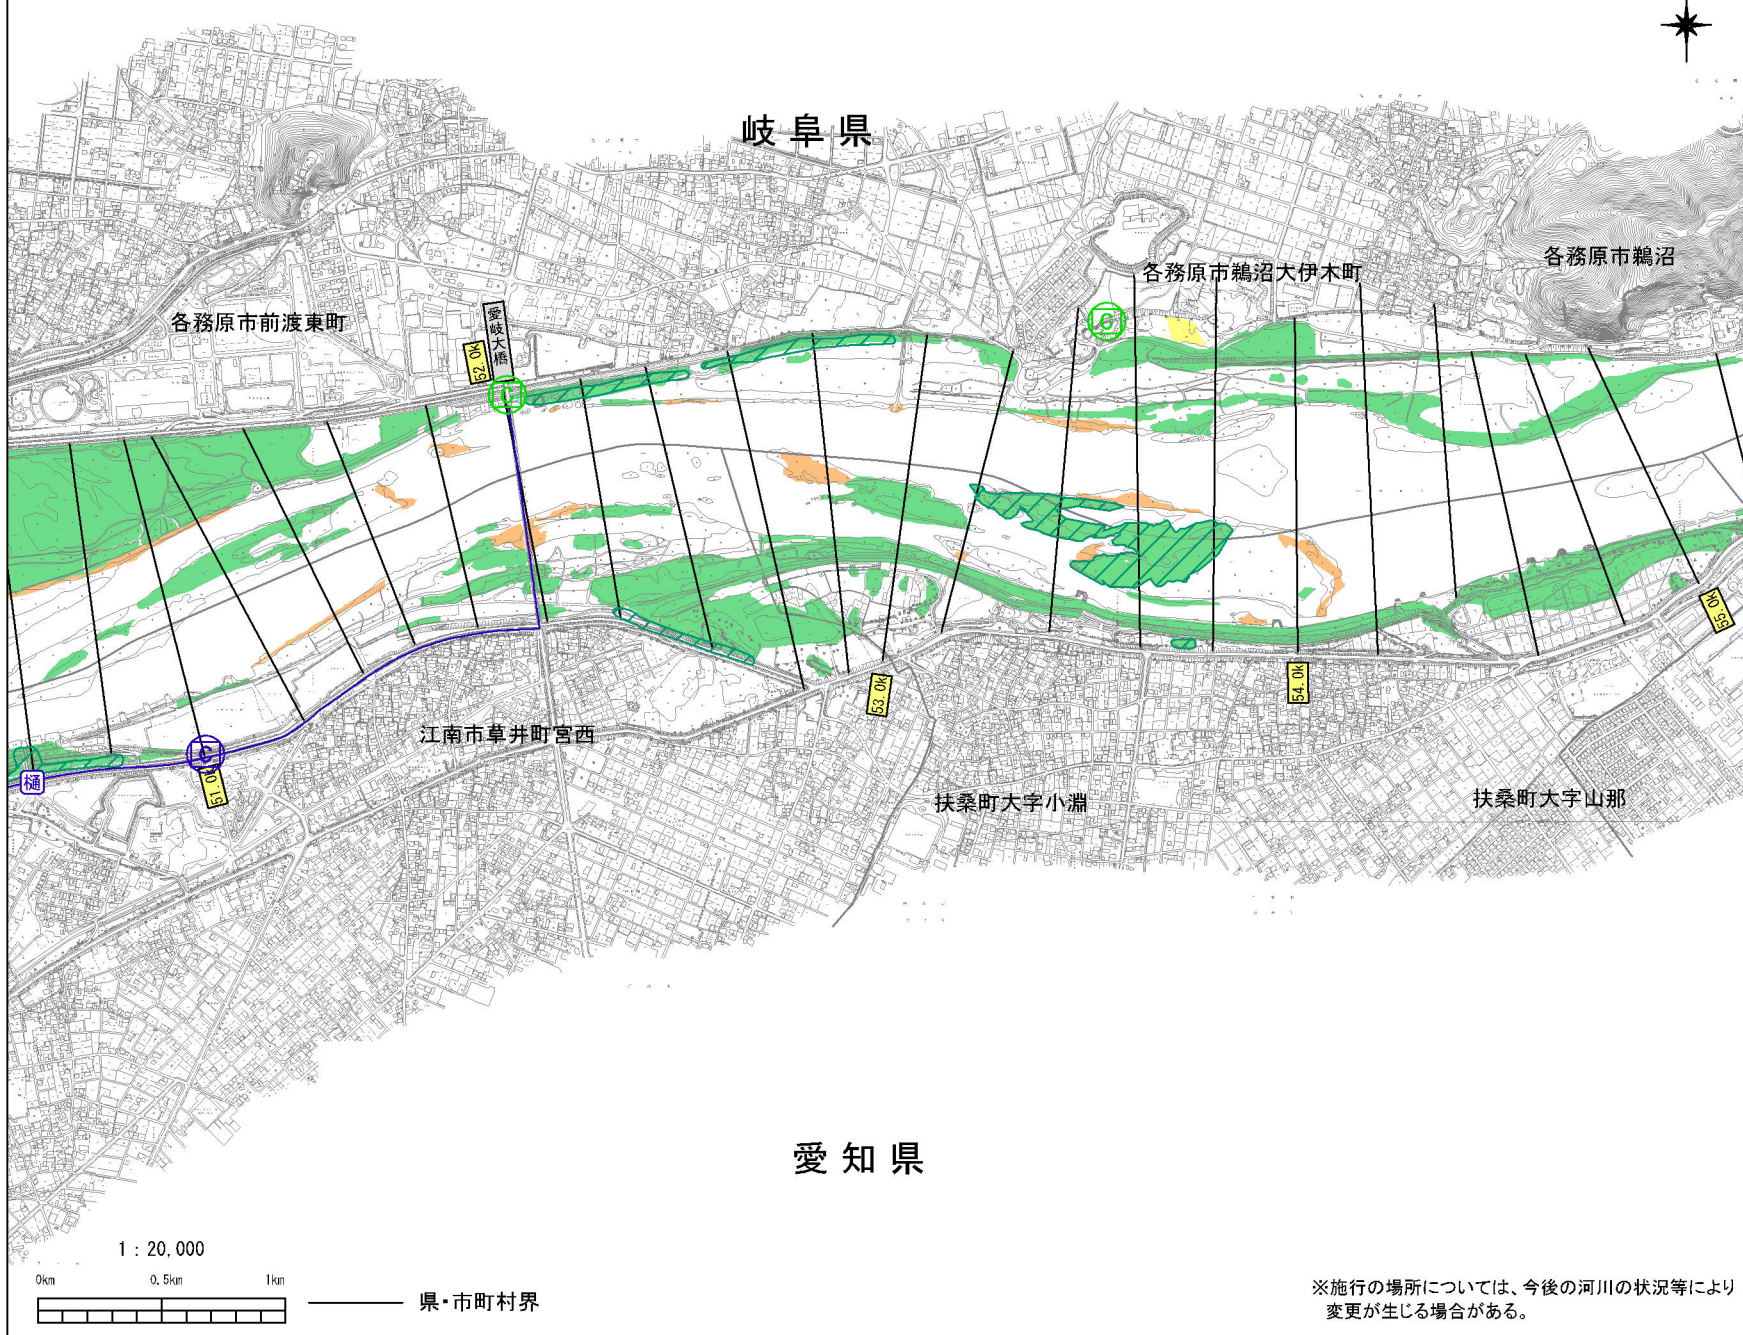 岐阜県
各務原市鵜沼
各務原市鵜沼大伊木町
各務原市前渡東町
愛岐大橋
52.0k
C
G
江南市草井町宮西
53.0k
54.0k
55.0k
C
51.0k
樋
扶桑町大字小淵
扶桑町大字山那
愛知県
1：20,000
0km 0.5km 1km
県・市町村界
※施行の場所については、今後の河川の状況等により
変更が生じる場合がある。